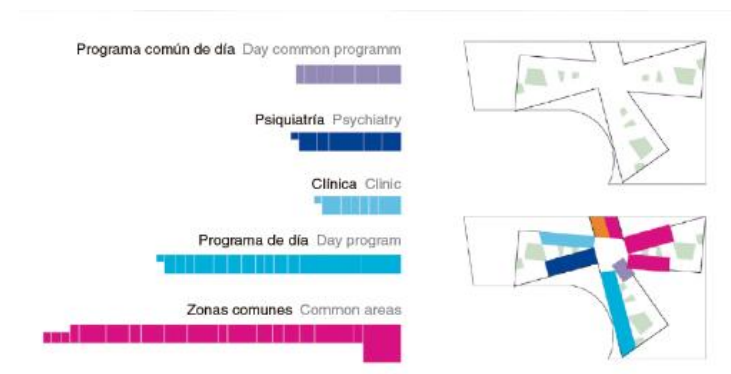 Programa común de día Day common programm
Psiquiatría Psychiatry
Clínica Clinic
Programa de día Day program
Zonas comunes Common areas